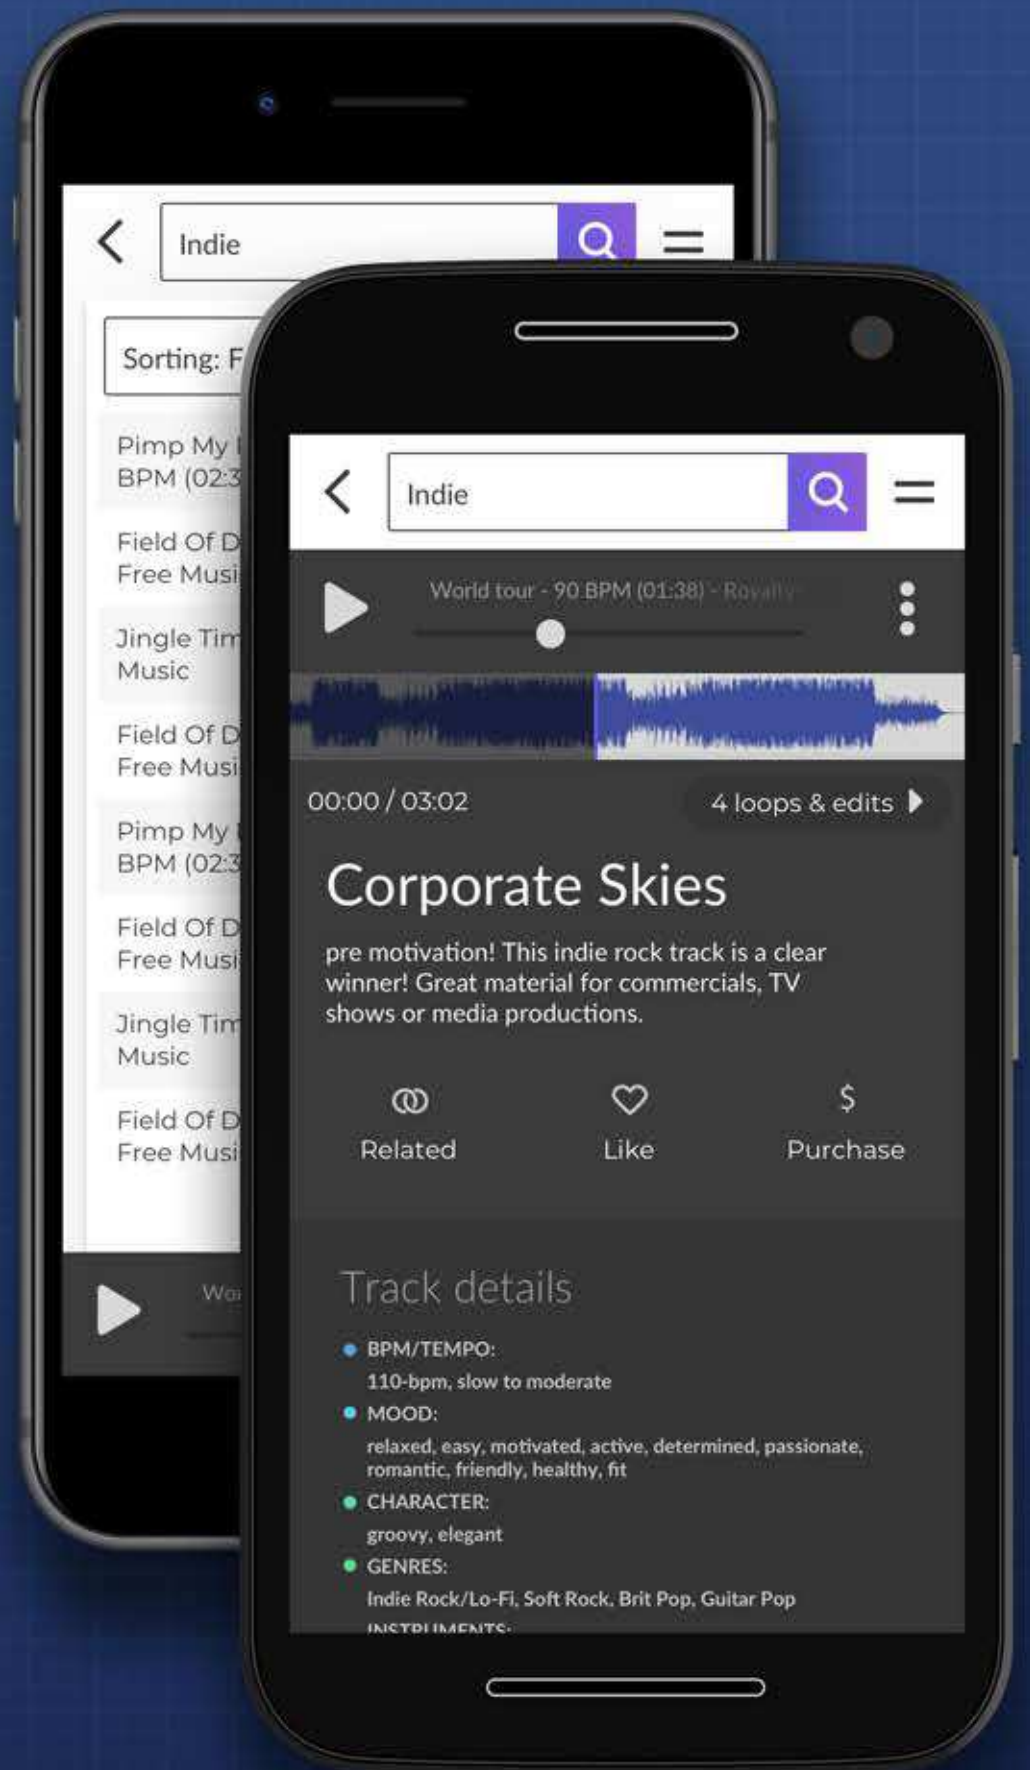 Indie
Sorting: F
Pimp My
BPM (02:3
Field Of D
Free Musi
Jingle Tim
Music
Field Of D
Free Musi
Pimp My
BPM (02:3
Field Of D
Free Musi
Jingle Tim
Music
Field Of D
Free Musi
Wo
Indie
World tour - 90 BPM (01:38) - Royalty
00:00 / 03:02
4 loops & edits
Corporate Skies
pre motivation! This indie rock track is a clear
winner! Great material for commercials, TV
shows or media productions.
Related
Like
$
Purchase
Track details
BPM/TEMPO:
110-bpm, slow to moderate
MOOD:
relaxed, easy, motivated, active, determined, passionate,
romantic, friendly, healthy, fit
CHARACTER:
groovy, elegant
GENRES:
Indie Rock/Lo-Fi, Soft Rock, Brit Pop, Guitar Pop
INSTRUMENTS: